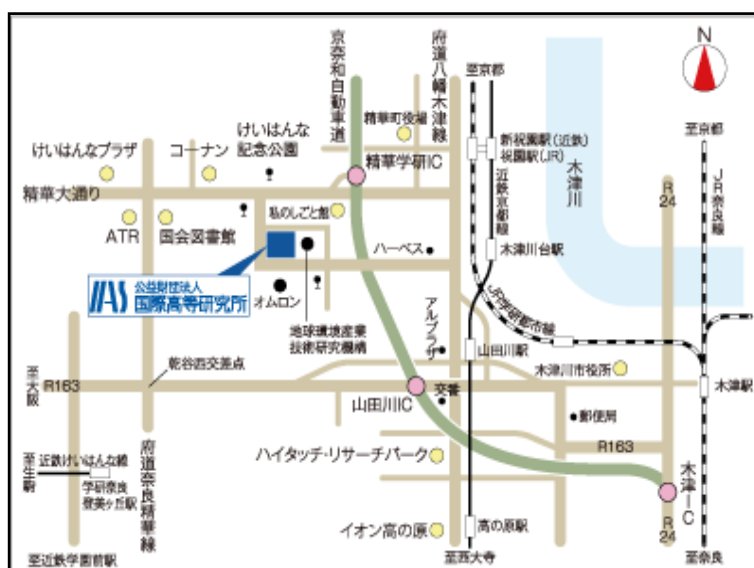 N
京奈和自動車道
府道八幡木津線
至京都
至京都
精華町役場
新祝園駅(近鉄)
祝園駅(JR)
木津川
けいはんなプラザ
コーナン
けいはんな
記念公園
精華学研IC
近鉄京都線
R
24
JR奈良線
精華大通り
私のしごと館
ATR
国会図書館
ハーベス
木津川台駅
公益財団法人
IIAS 国際高等研究所
オムロン
地球環境産業
技術研究機構
JR学研都市線
アルプラザ
山田川駅
木津川市役所
至大阪
R163
乾谷西交差点
山田川IC
交番
木津駅
郵便局
R163
府道奈良精華線
ハイタッチ・リサーチパーク
木津IC
至生駒
近鉄けいはんな線
学研奈良
登美ヶ丘駅
イオン高の原
高の原駅
R
24
至近鉄学園前駅
至西大寺
至奈良